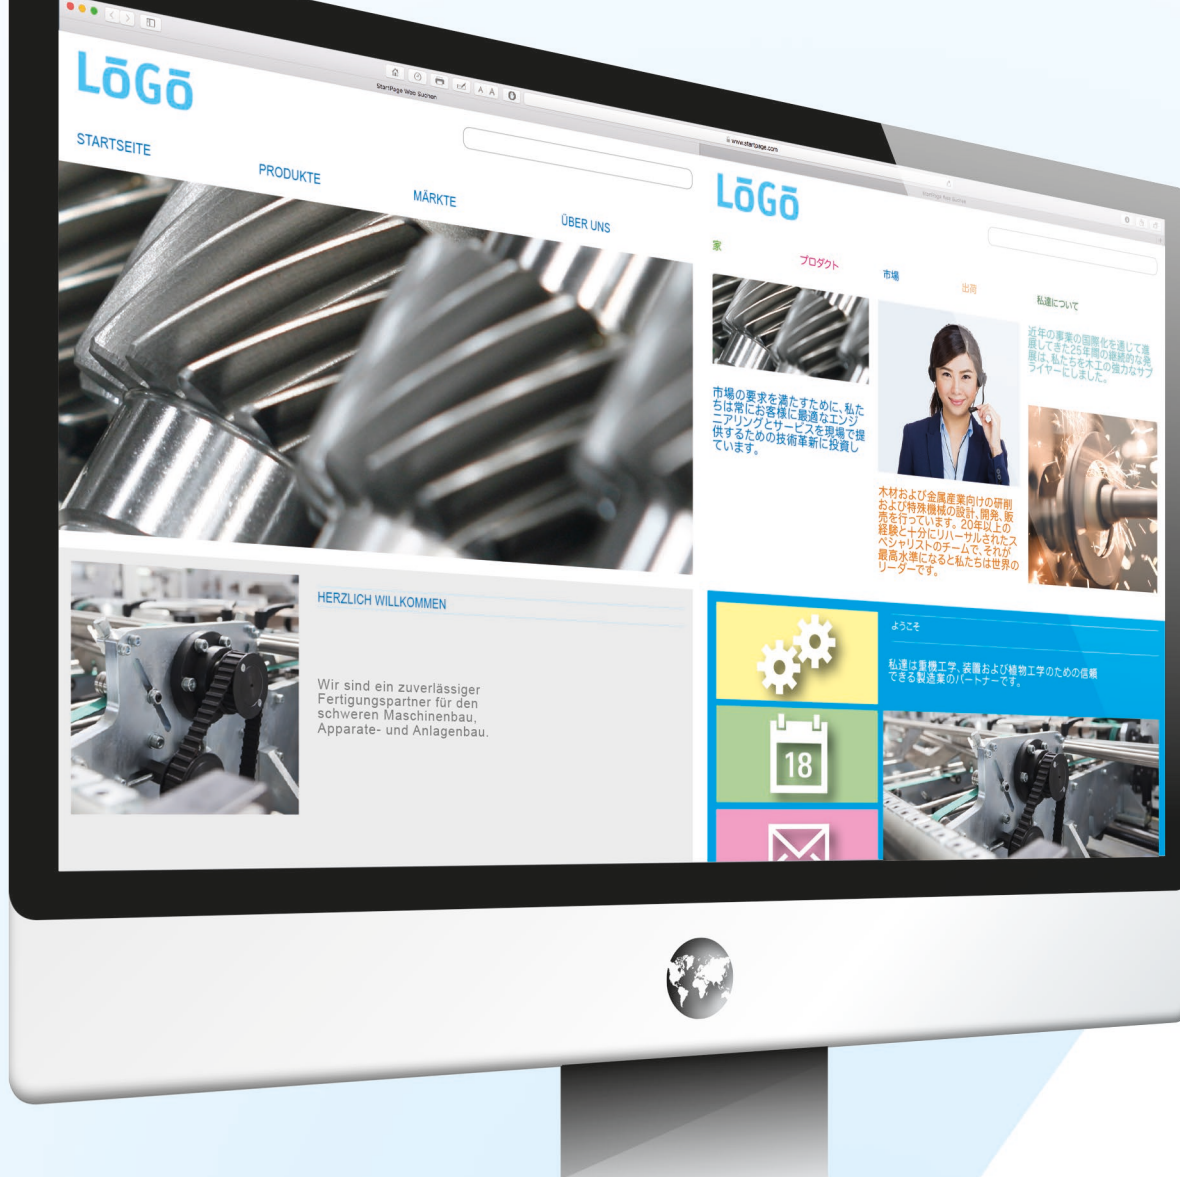 StartPage Web Suchen
www.startpage.com
StartPage Web Suchen
LōGō
STARTSEITE
PRODUKTE
MÄRKTE
ÜBER UNS
HERZLICH WILLKOMMEN
Wir sind ein zuverlässiger
Fertigungspartner für den
schweren Maschinenbau,
Apparate- und Anlagenbau.
LōGō
家
プロダクト
市場
出荷
私達について
市場の要求を満たすために、私た
ちは常にお客様に最適なエンジ
ニアリングとサービスを現場で提
供するための技術革新に投資し
ています。
木材および金属産業向けの研削
および特殊機械の設計、開発、販
売を行っています。20年以上の
経験と十分にリハーサルされたス
ペシャリストのチームで、それが
最高水準になると私たちは世界の
リーダーです。
近年の事業の国際化を通じて進
展してきた25年間の継続的な発
展は、私たちを木工の強力なサプ
ライヤーにしました。
ようこそ
私達は重機工学、装置および植物工学のための信頼
できる製造業のパートナーです。
18